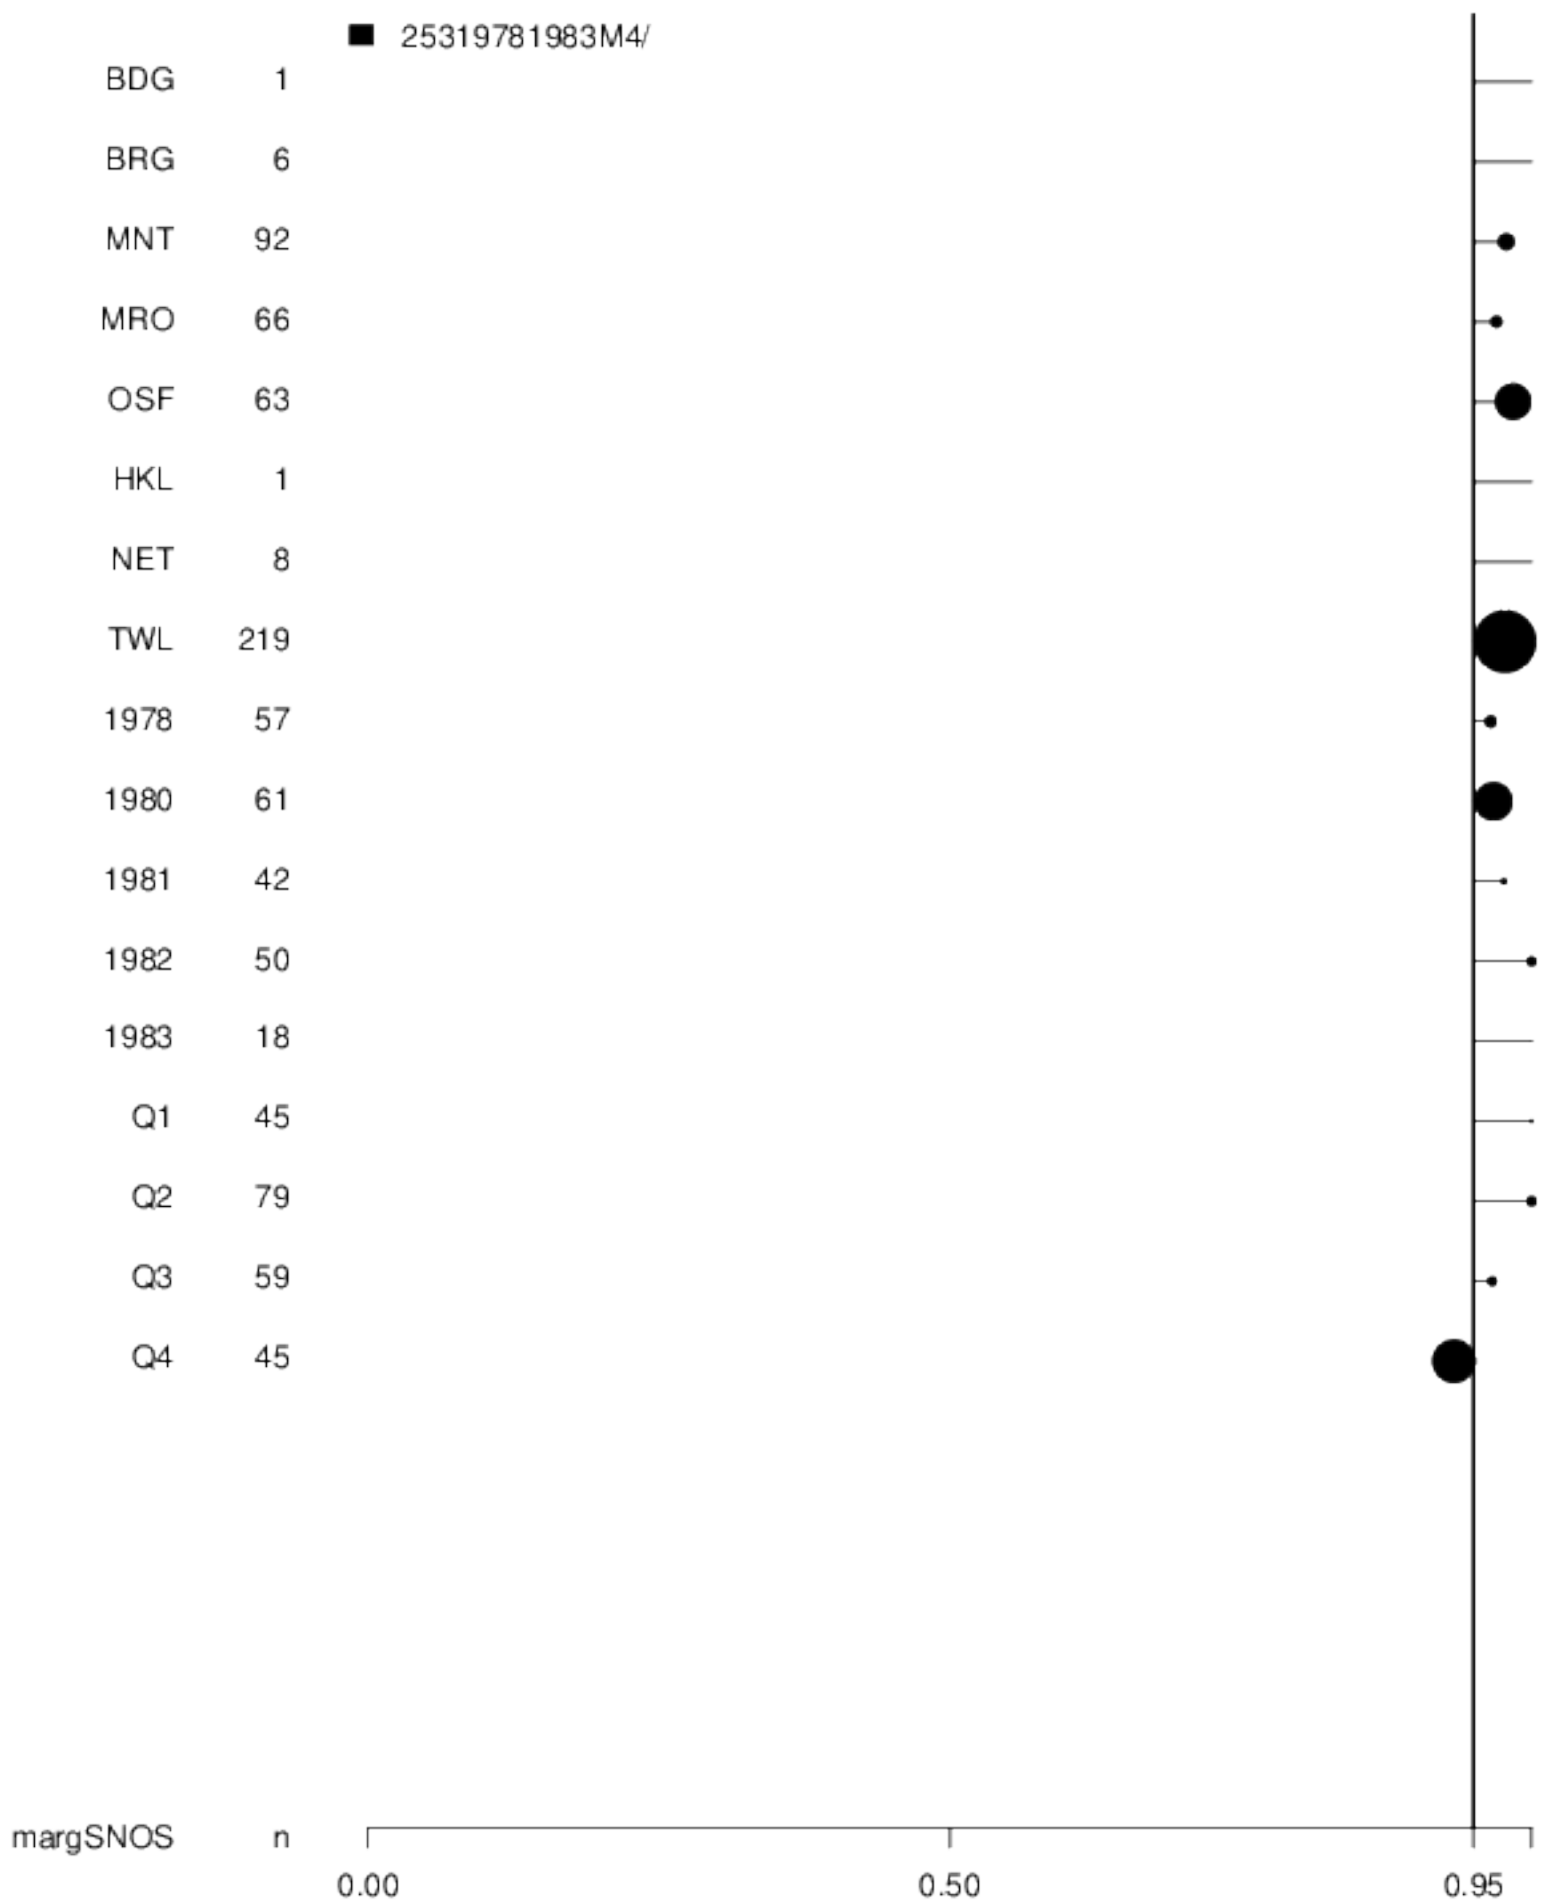 25319781983M4/
BDG 1
BRG 6
MNT 92
MRO 66
OSF 63
HKL 1
NET 8
TWL 219
1978 57
1980 61
1981 42
1982 50
1983 18
Q1 45
Q2 79
Q3 59
Q4 45
margSNOS n
0.00 0.50 0.95